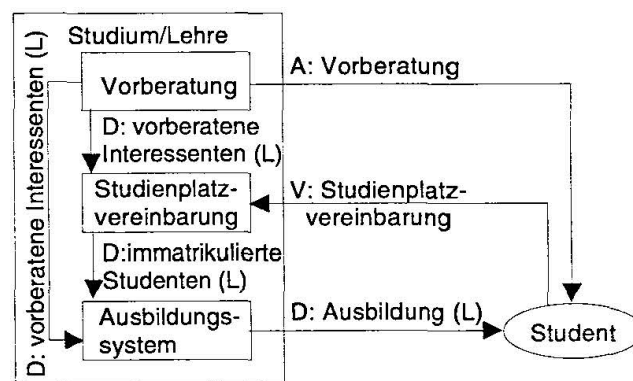 Studium/Lehre
Vorberatung
A: Vorberatung
D: vorberatene
Interessenten (L)
D: vorberatene Interessenten (L)
Studienplatz-
vereinbarung
V: Studienplatz-
vereinbarung
D:immatrikulierte
Studenten (L)
Ausbildungs-
system
D: Ausbildung (L)
Student